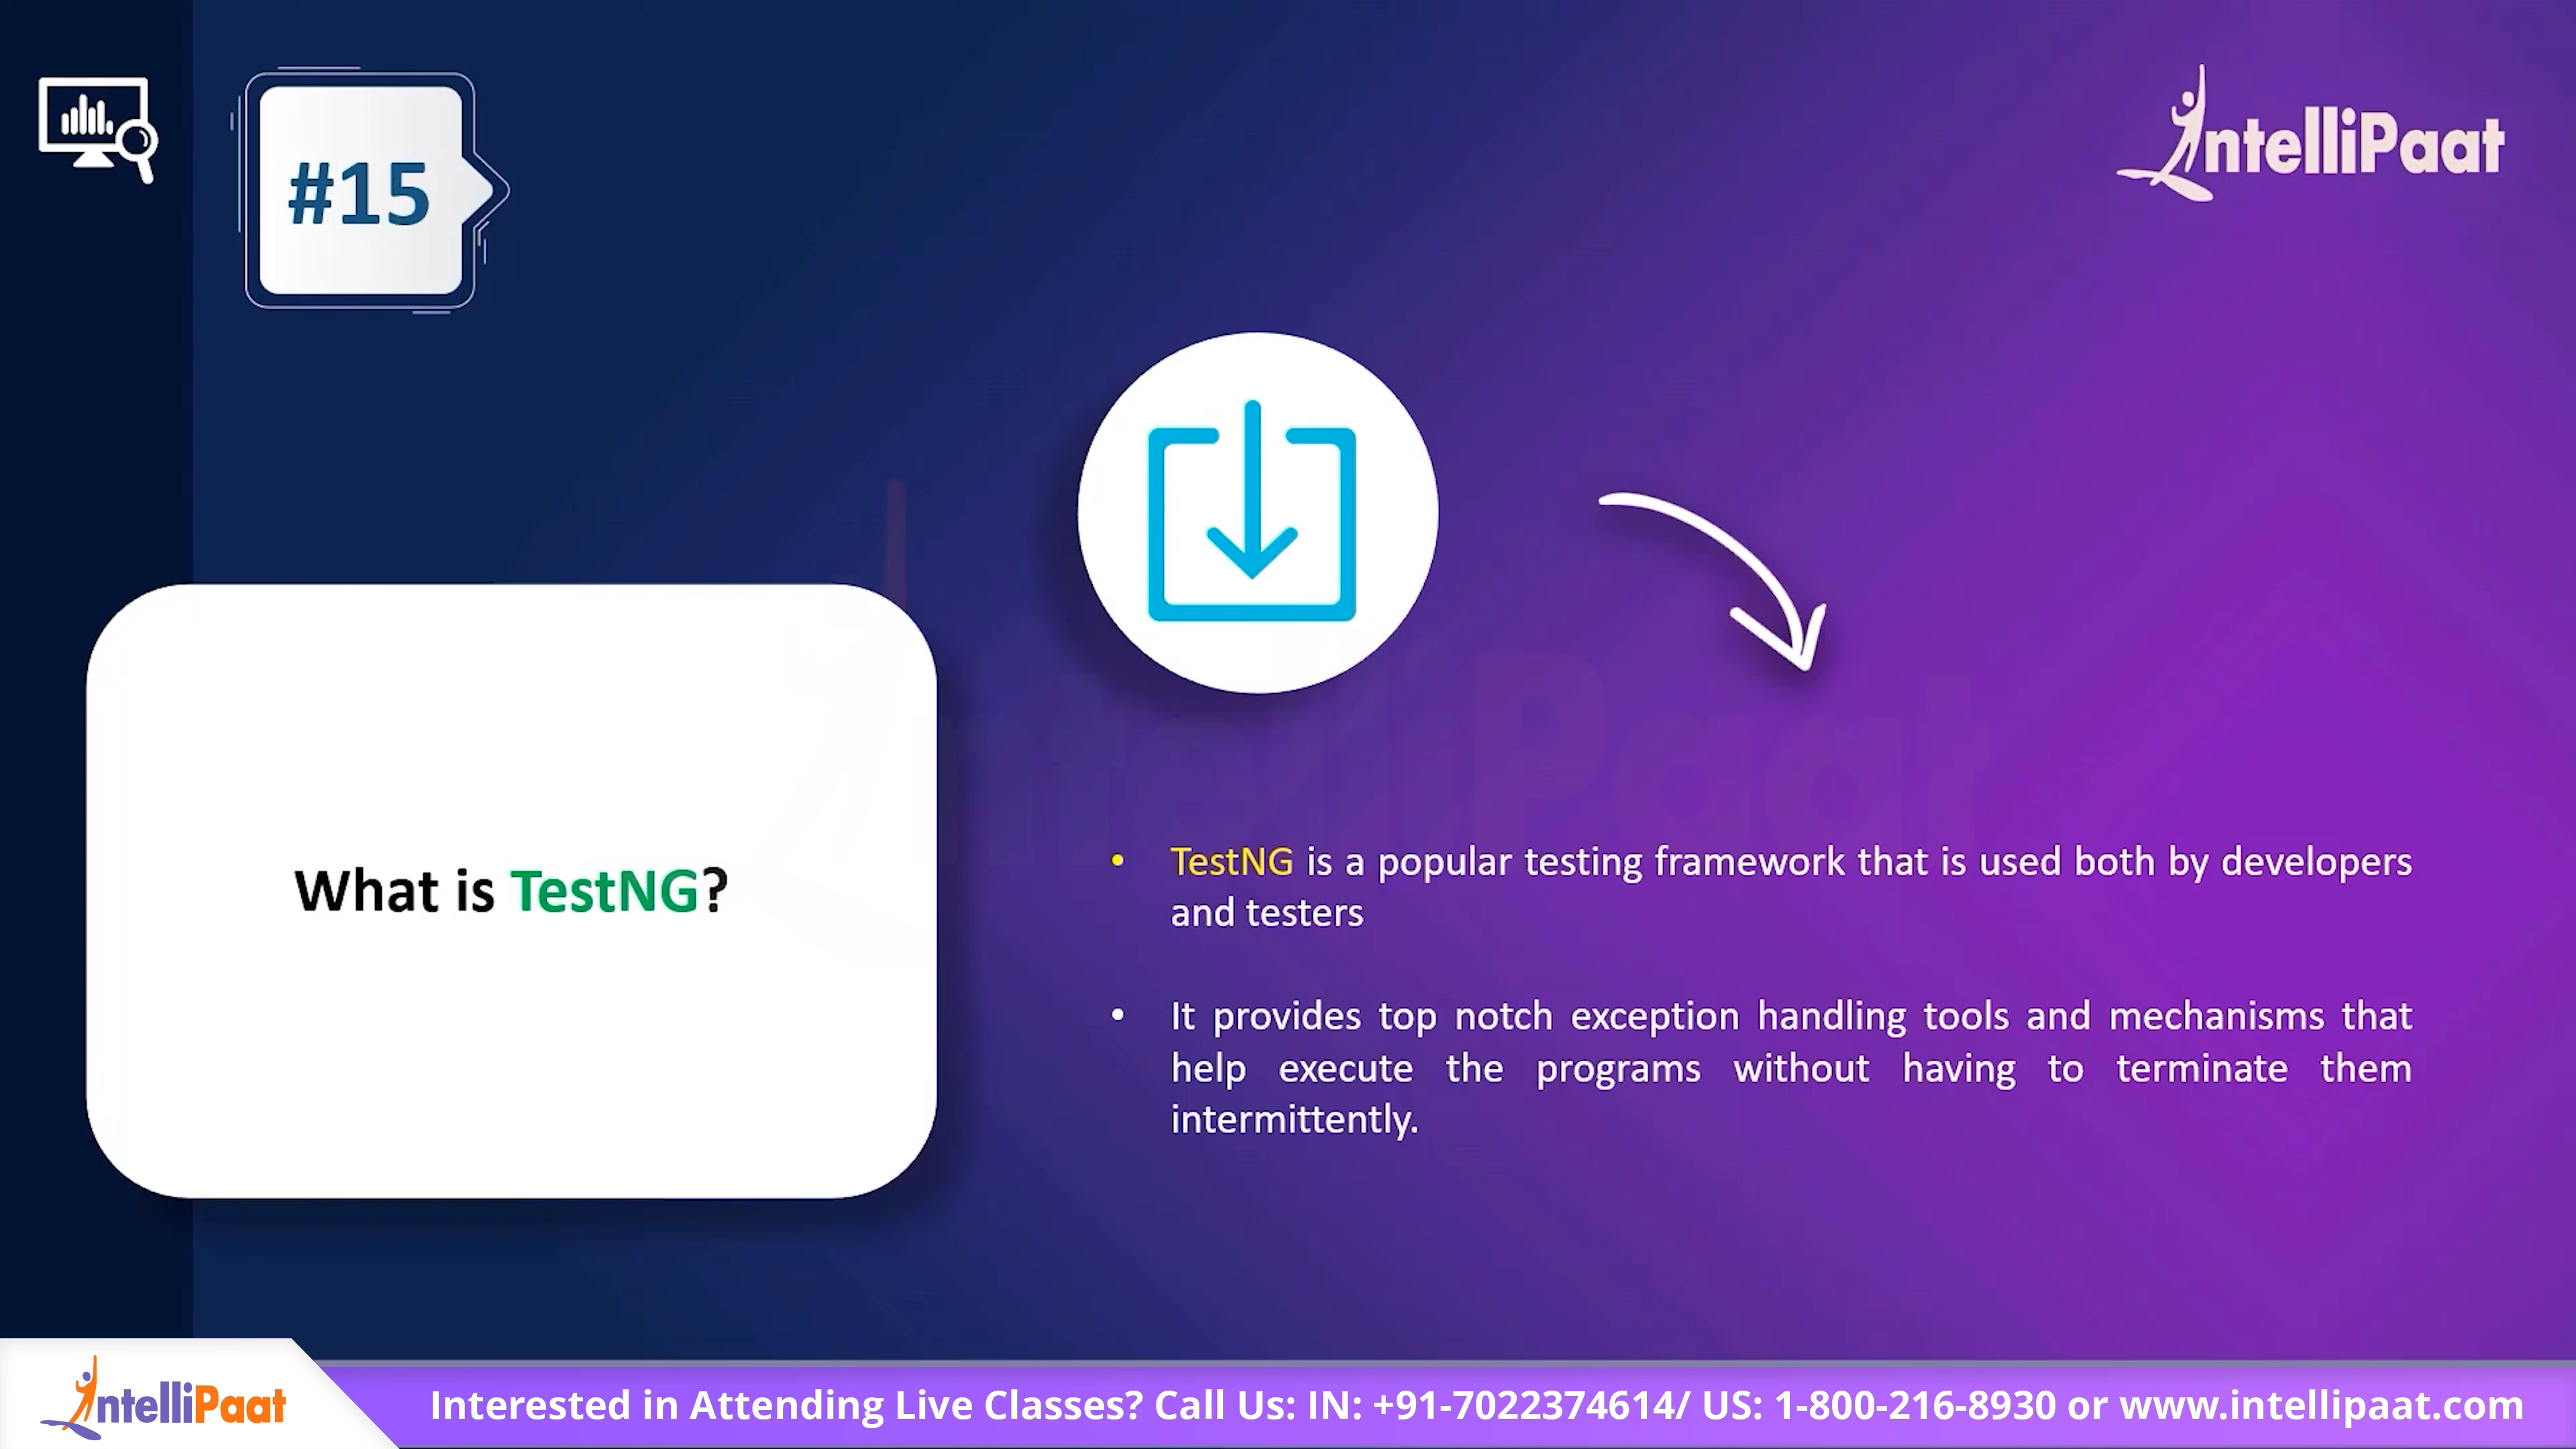 #15
IntelliPaat
What is TestNG?
• TestNG is a popular testing framework that is used both by developers
and testers
• It provides top notch exception handling tools and mechanisms that
help execute the programs without having to terminate them
intermittently.
IntelliPaat
IntelliPaat
Interested in Attending Live Classes? Call Us: IN: +91-7022374614/ US: 1-800-216-8930 or www.intellipaat.com